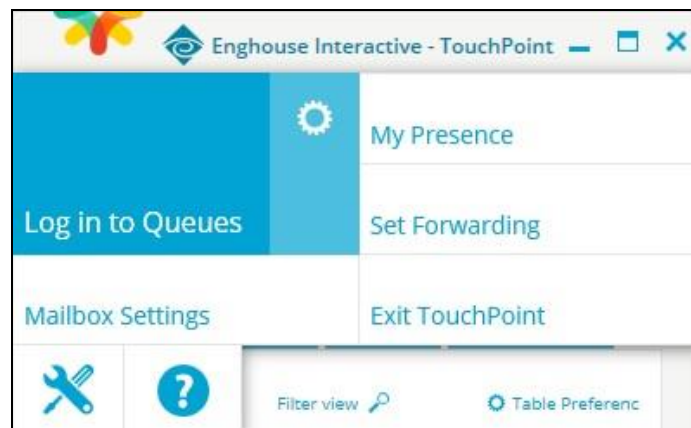 Enghouse Interactive - TouchPoint
My Presence
Log in to Queues
Set Forwarding
Mailbox Settings
Exit TouchPoint
?
Filter view
Table Preferenc